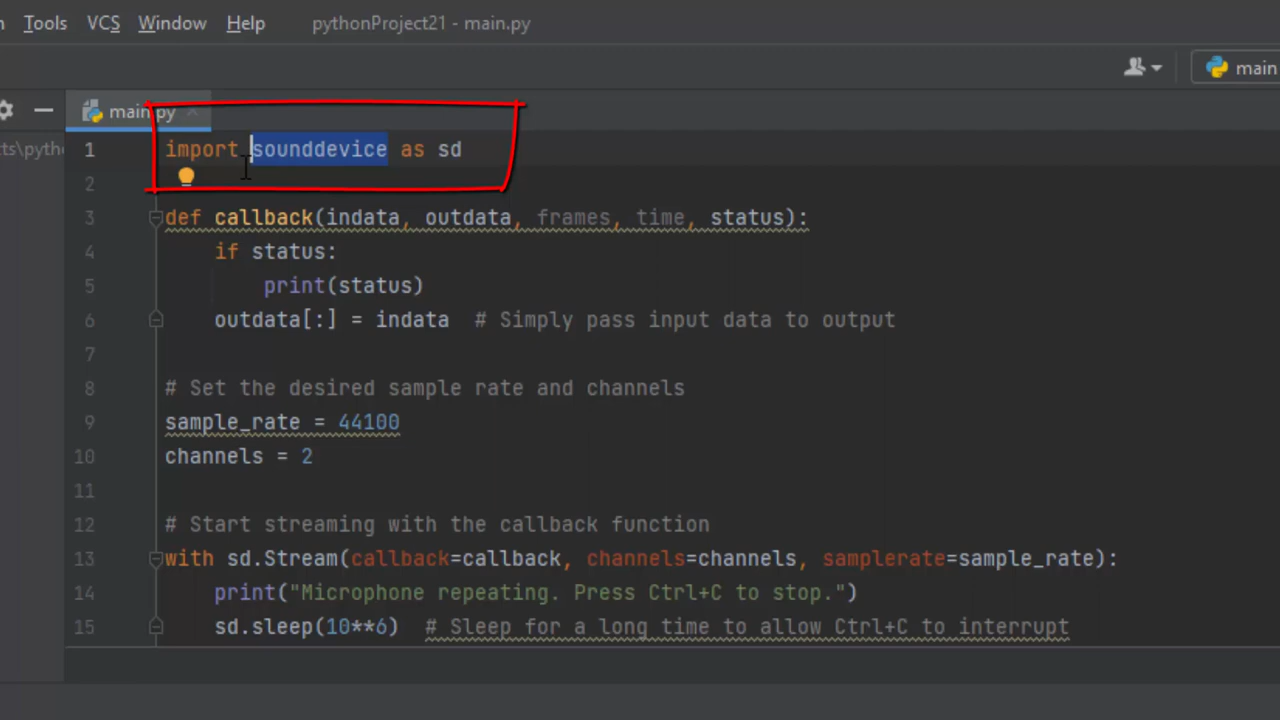 Tools VCS Window Help pythonProject21 - main.py
main
main.py
1 import sounddevice as sd
2
3 def callback(indata, outdata, frames, time, status):
4 if status:
5 print(status)
6 outdata[:] = indata # Simply pass input data to output
7
8 # Set the desired sample rate and channels
9 sample_rate = 44100
10 channels = 2
11
12 # Start streaming with the callback function
13 with sd.Stream(callback=callback, channels=channels, samplerate=sample_rate):
14 print("Microphone repeating. Press Ctrl+C to stop.")
15 sd.sleep(10**6) # Sleep for a long time to allow Ctrl+C to interrupt